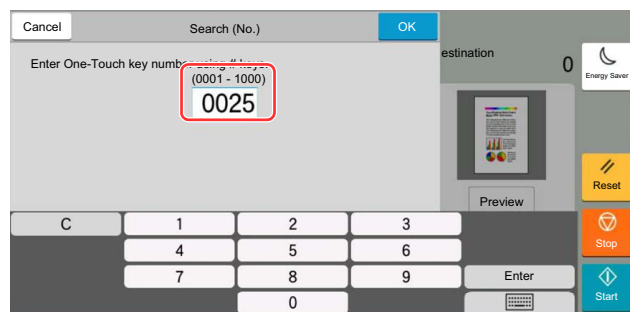 Cancel
Search (No.)
OK
Enter One-Touch key number using # keys.
(0001 - 1000)
0025
estination
0
Energy Saver
Preview
Reset
Stop
Start
C
1
2
3
4
5
6
7
8
9
Enter
0